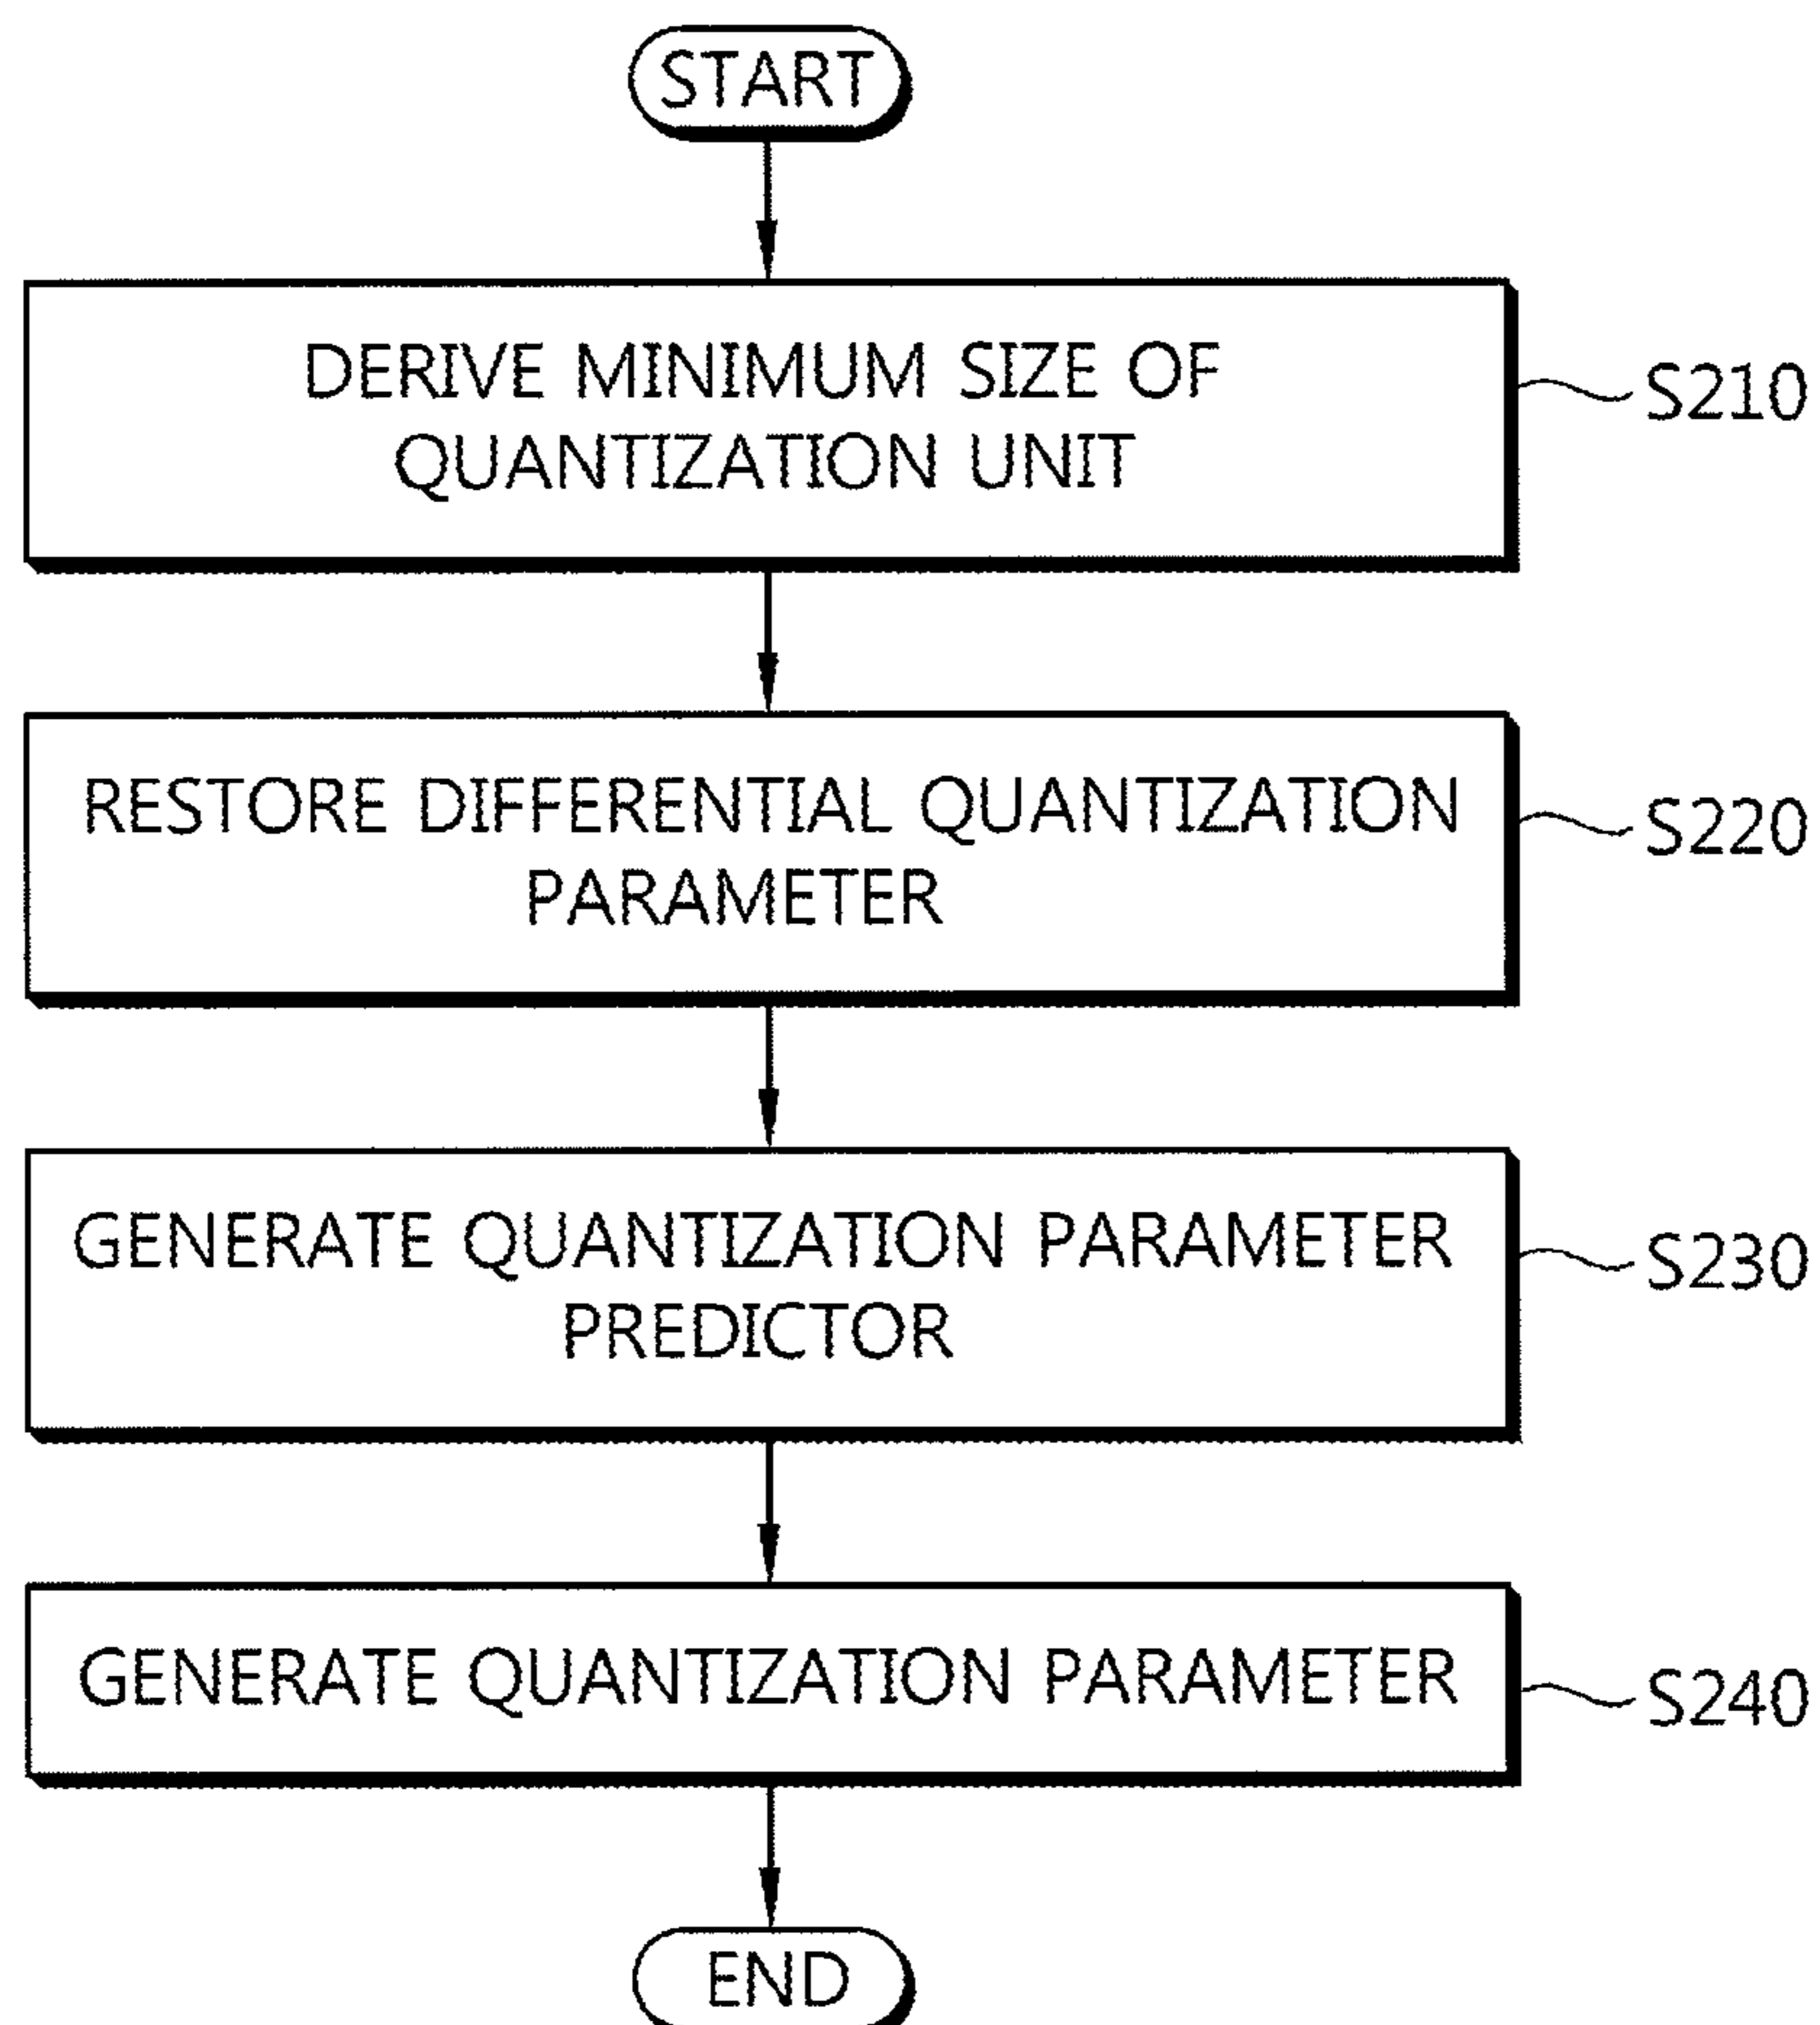 START
DERIVE MINIMUM SIZE OF
QUANTIZATION UNIT
S210
RESTORE DIFFERENTIAL QUANTIZATION
PARAMETER
S220
GENERATE QUANTIZATION PARAMETER
PREDICTOR
S230
GENERATE QUANTIZATION PARAMETER
S240
END